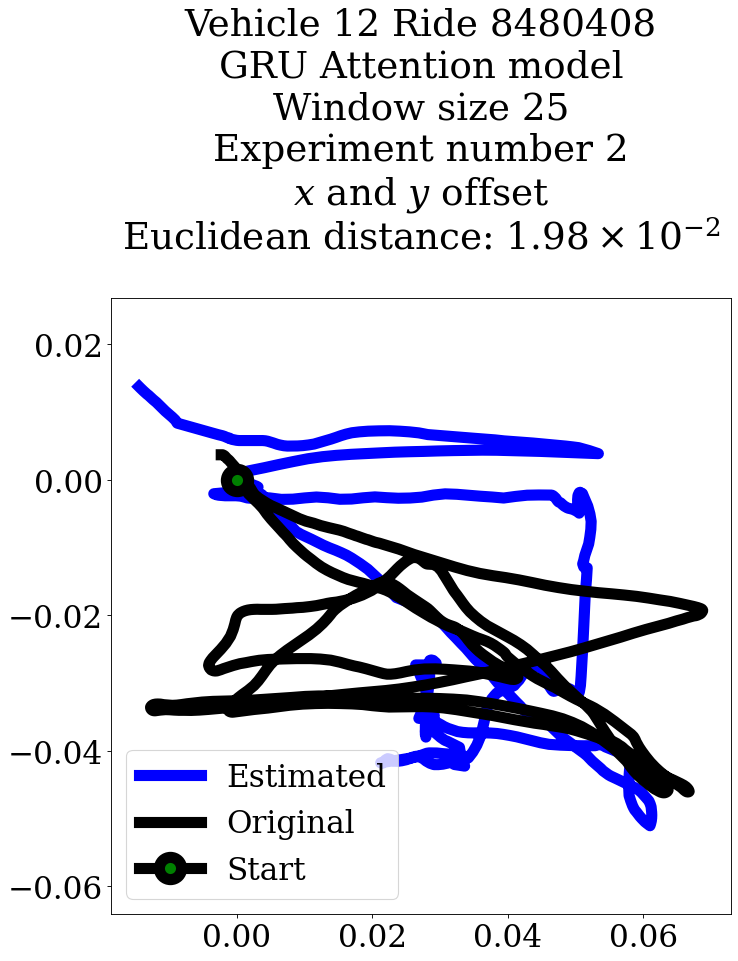 Vehicle 12 Ride 8480408
GRU Attention model
Window size 25
Experiment number 2
x and y offset
Euclidean distance: 1.98 × 10⁻²
0.02
0.00
−0.02
−0.04
−0.06
Estimated
Original
Start
0.00 0.02 0.04 0.06